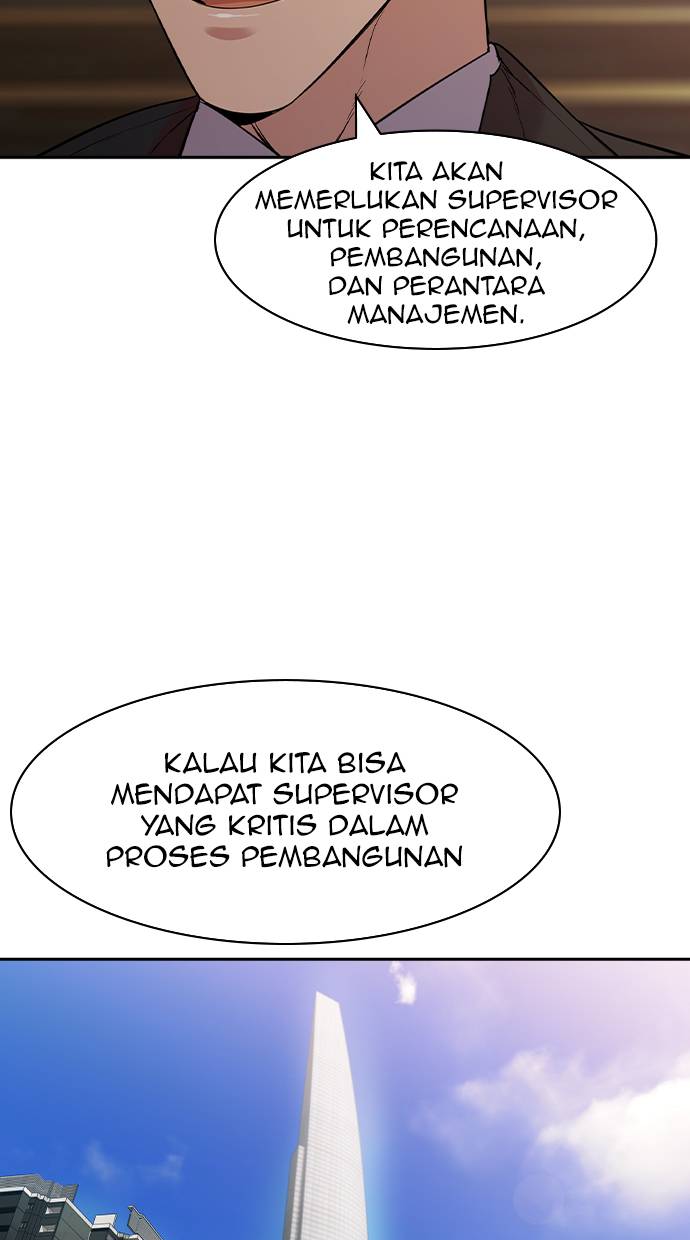 KITA AKAN
MEMERLUKAN SUPERVISOR
UNTUK PERENCANAAN,
PEMBANGUNAN,
DAN PERANTARA
MANAJEMEN.
KALAU KITA BISA
MENDAPAT SUPERVISOR
YANG KRITIS DALAM
PROSES PEMBANGUNAN